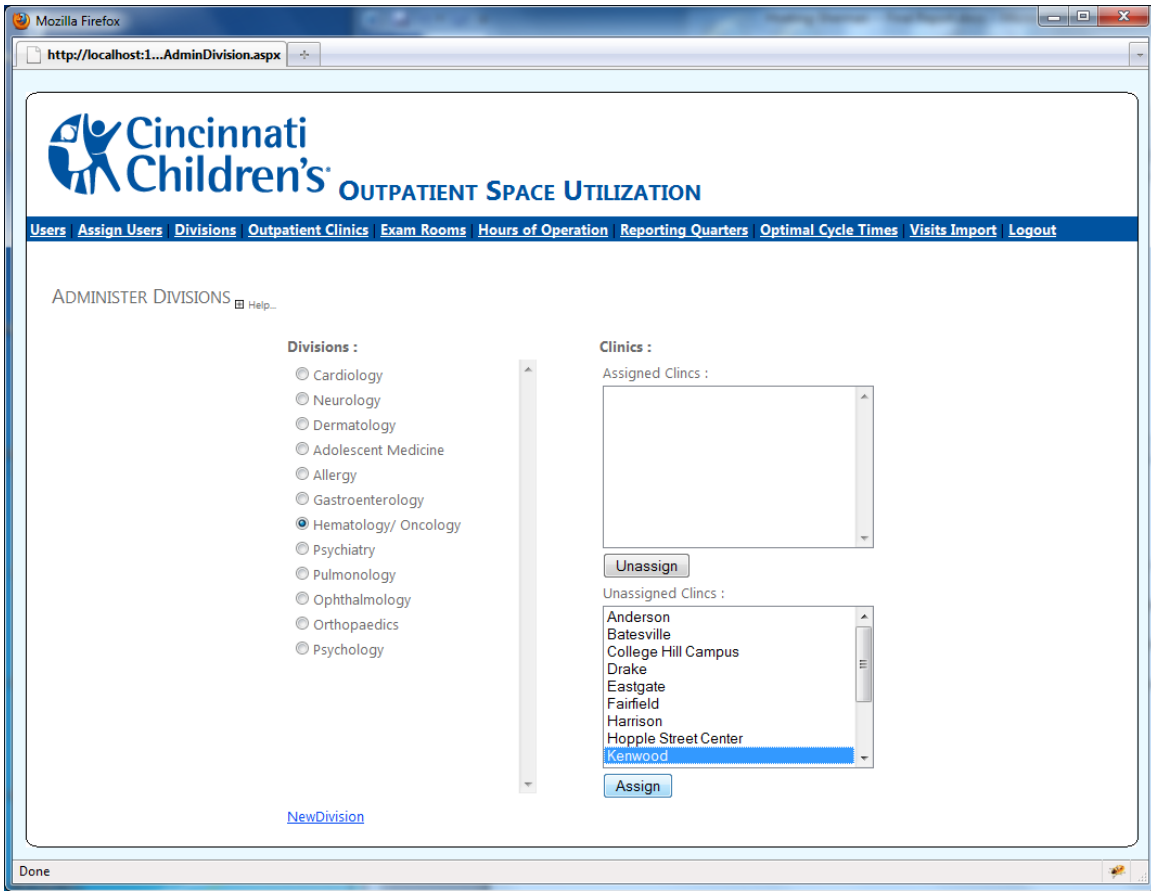 Mozilla Firefox
http://localhost:1...AdminDivision.aspx
Cincinnati
Children's
OUTPATIENT SPACE UTILIZATION
Users | Assign Users | Divisions | Outpatient Clinics | Exam Rooms | Hours of Operation | Reporting Quarters | Optimal Cycle Times | Visits Import | Logout
ADMINISTER DIVISIONS Help...
Divisions :
Cardiology
Neurology
Dermatology
Adolescent Medicine
Allergy
Gastroenterology
Hematology/ Oncology
Psychiatry
Pulmonology
Ophthalmology
Orthopaedics
Psychology
NewDivision
Clinics :
Assigned Clincs :
Unassign
Unassigned Clincs :
Anderson
Batesville
College Hill Campus
Drake
Eastgate
Fairfield
Harrison
Hopple Street Center
Kenwood
Assign
Done